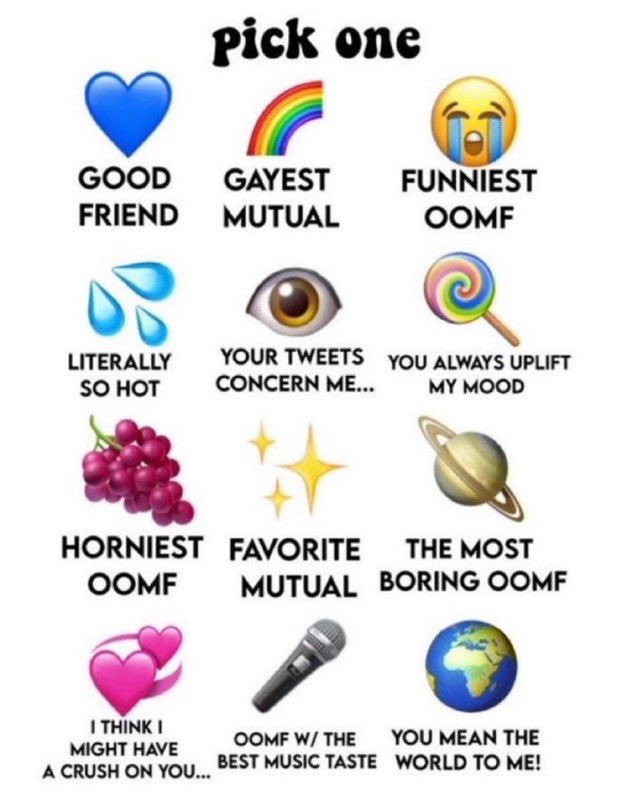 pick one
GOOD
FRIEND
GAYEST
MUTUAL
FUNNIEST
OOMF
LITERALLY
SO HOT
YOUR TWEETS
CONCERN ME...
YOU ALWAYS UPLIFT
MY MOOD
HORNIEST
OOMF
FAVORITE
MUTUAL
THE MOST
BORING OOMF
I THINK I
MIGHT HAVE
A CRUSH ON YOU...
OOMF W/ THE
BEST MUSIC TASTE
YOU MEAN THE
WORLD TO ME!